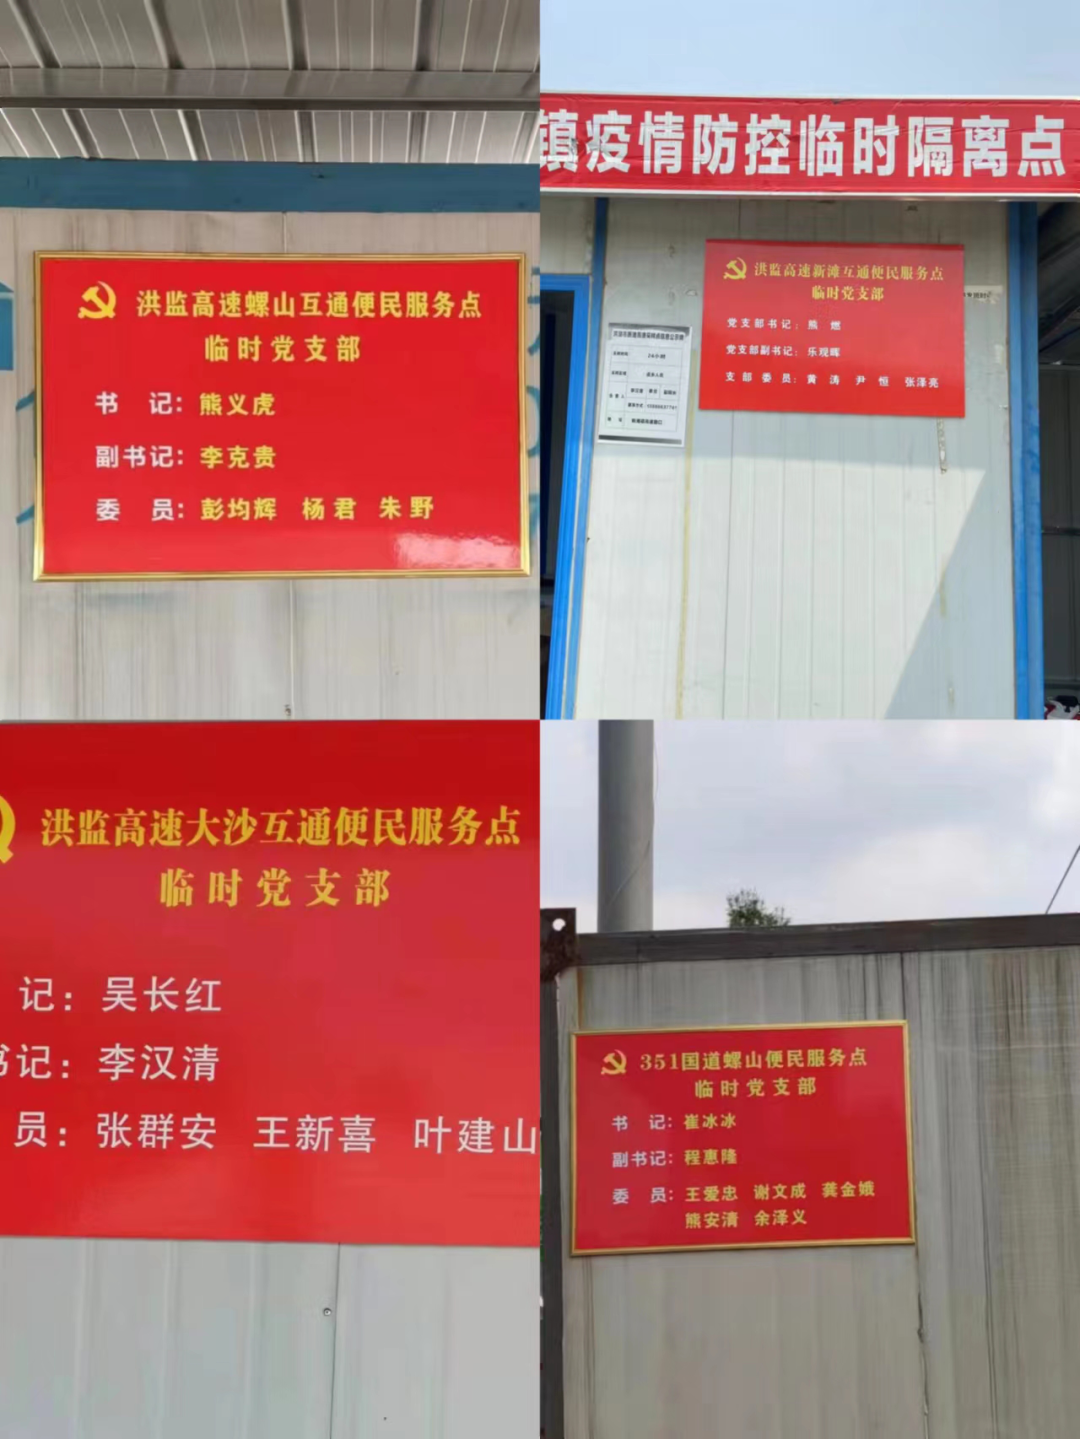 洪监高速螺山互通便民服务点
临时党支部
书 记：熊义虎
副书记：李克贵
委 员：彭均辉 杨君 朱野
镇疫情防控临时隔离点
洪监高速新滩互通便民服务点
临时党支部
党支部书记：熊 燃
党支部副书记：乐观晖
支部委员：黄涛 尹恒 张泽亮
24小时
洪监高速大沙互通便民服务点
临时党支部
记：吴长红
书记：李汉清
员：张群安 王新喜 叶建山
351国道螺山便民服务点
临时党支部
书 记：崔冰冰
副书记：程惠隆
委 员：王爱忠 谢文成 龚金娥
熊安清 余泽义